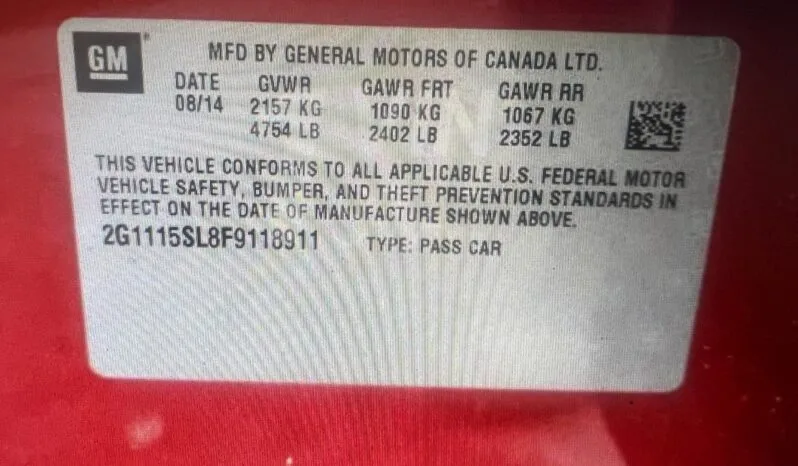 GM
MFD BY GENERAL MOTORS OF CANADA LTD.
DATE GVWR GAWR FRT GAWR RR
08/14 2157 KG 1090 KG 1067 KG
4754 LB 2402 LB 2352 LB
THIS VEHICLE CONFORMS TO ALL APPLICABLE U.S. FEDERAL MOTOR
VEHICLE SAFETY, BUMPER, AND THEFT PREVENTION STANDARDS IN
EFFECT ON THE DATE OF MANUFACTURE SHOWN ABOVE.
2G1115SL8F9118911 TYPE: PASS CAR